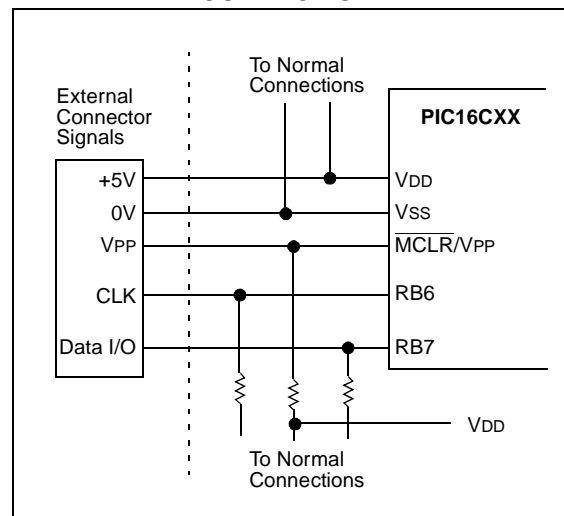 To Normal
Connections
External
Connector
Signals
PIC16CXX
+5V
VDD
0V
VSS
VPP
MCLR/VPP
CLK
RB6
Data I/O
RB7
VDD
To Normal
Connections